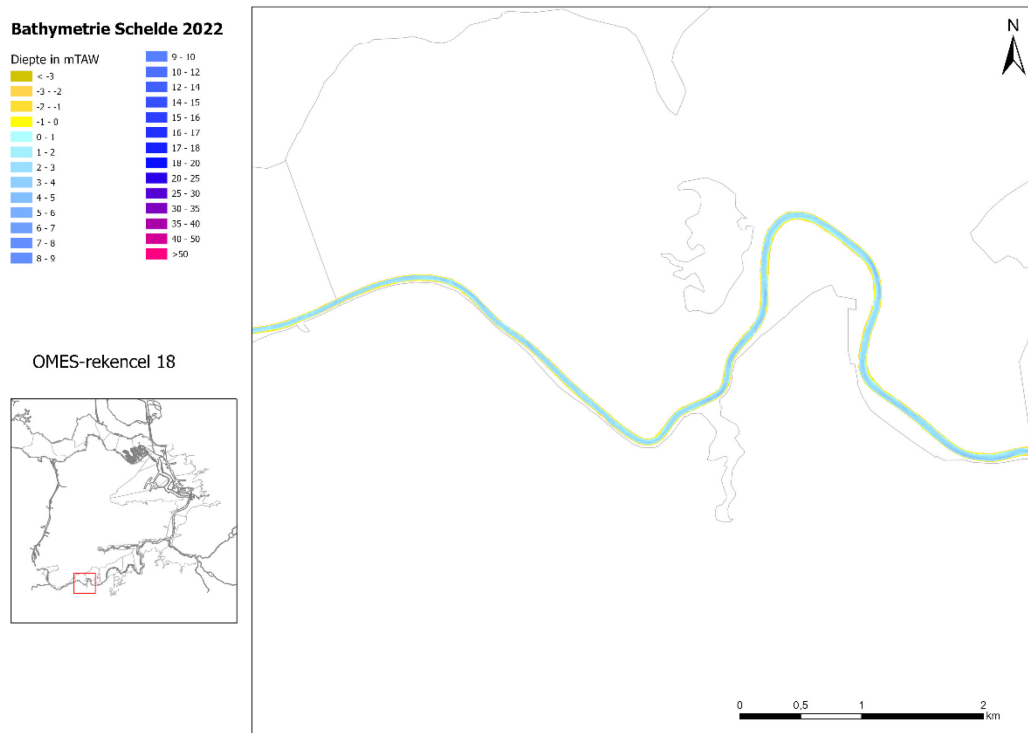 Bathymetrie Schelde 2022
Diepte in mTAW
< -3
-3 - -2
-2 - -1
-1 - 0
0 - 1
1 - 2
2 - 3
3 - 4
4 - 5
5 - 6
6 - 7
7 - 8
8 - 9
9 - 10
10 - 12
12 - 14
14 - 15
15 - 16
16 - 17
17 - 18
18 - 20
20 - 25
25 - 30
30 - 35
35 - 40
40 - 50
>50
OMES-rekencel 18
N
0 0,5 1 2
km